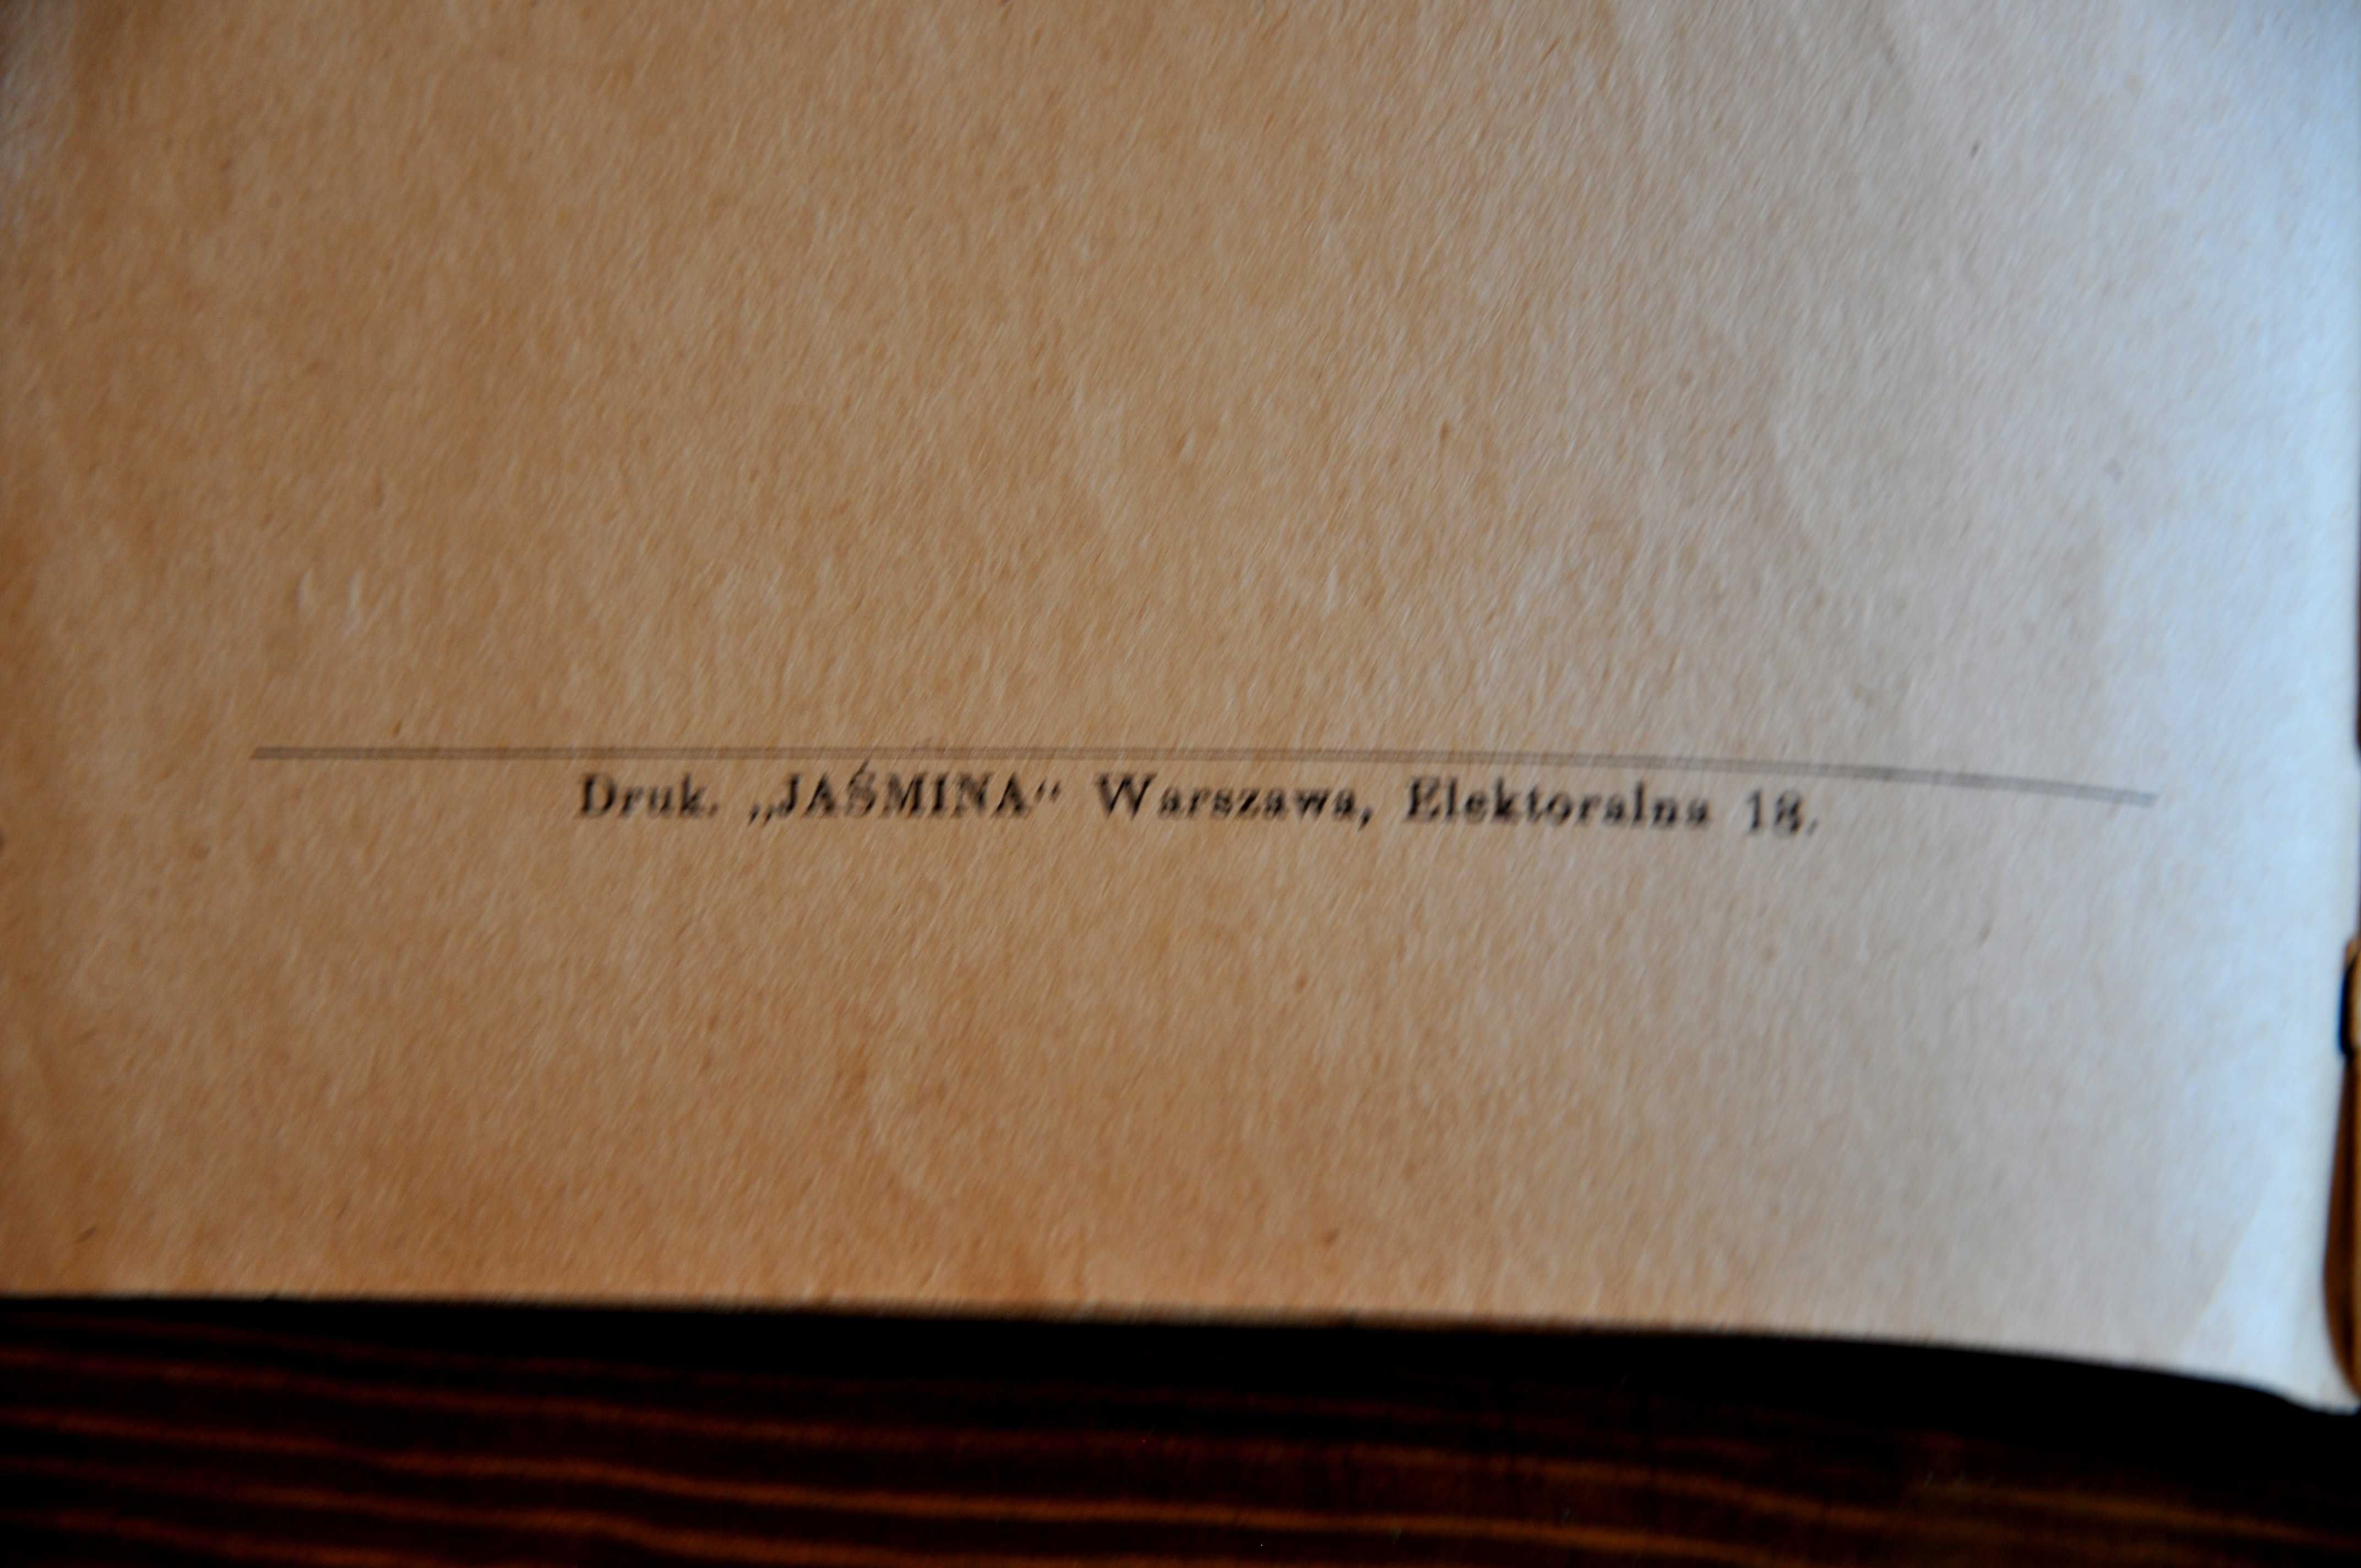 Druk. „JAŚMINA“ Warszawa, Elektoralna 18.